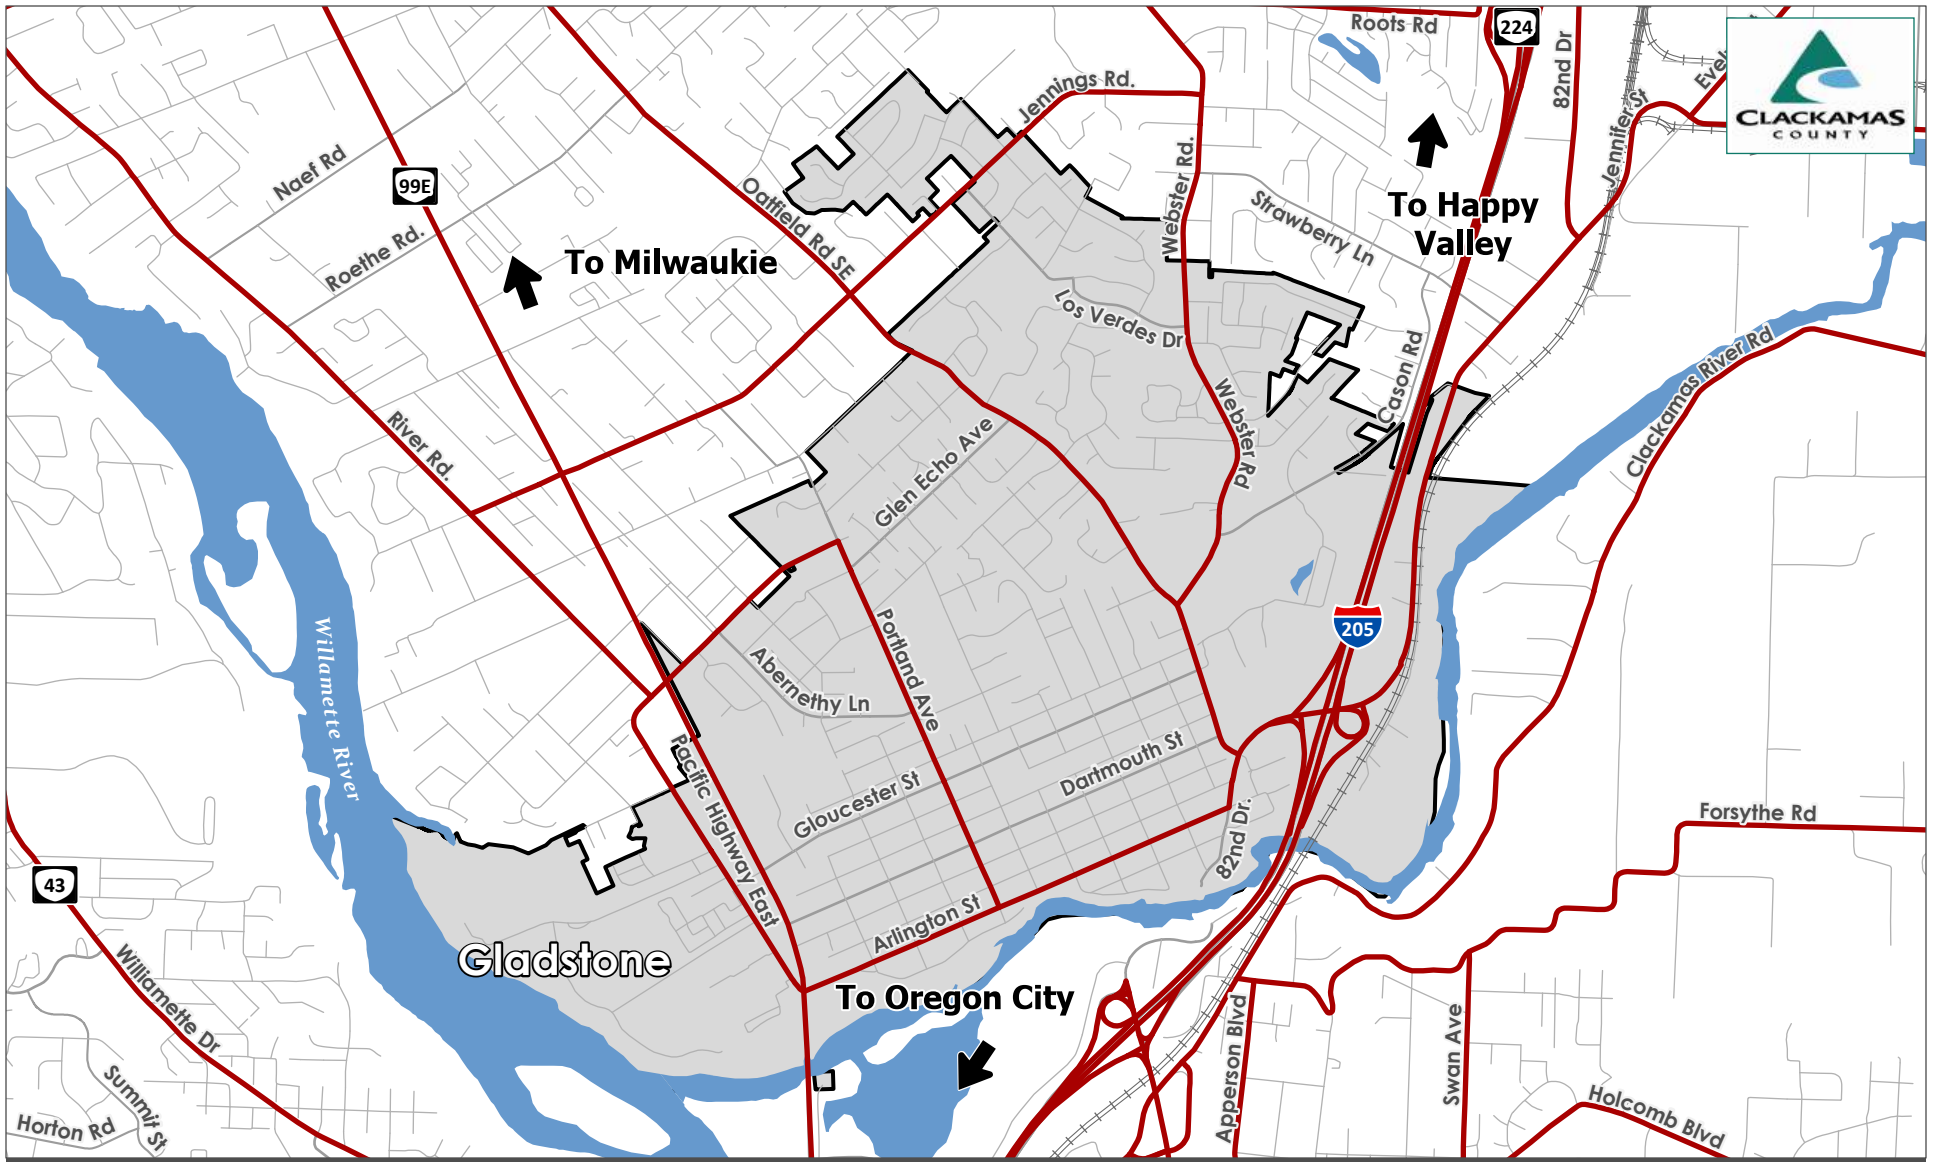 Roots Rd
224
82nd Dr
Eve
CLACKAMAS
COUNTY
Jennings Rd.
Jennifer St
Naef Rd
99E
Oatfield Rd SE
Webster Rd.
Strawberry Ln
To Happy
Valley
Roethe Rd.
To Milwaukie
Los Verdes Dr
Cason Rd
Clackamas River Rd
River Rd.
Glen Echo Ave
Webster Rd
205
Willamette River
Portland Ave
Abernethy Ln
Pacific Highway East
Gloucester St
Dartmouth St
82nd Dr.
Forsythe Rd
43
Arlington St
Gladstone
Williamette Dr
To Oregon City
Apperson Blvd
Swan Ave
Summit St
Horton Rd
Holcomb Blvd